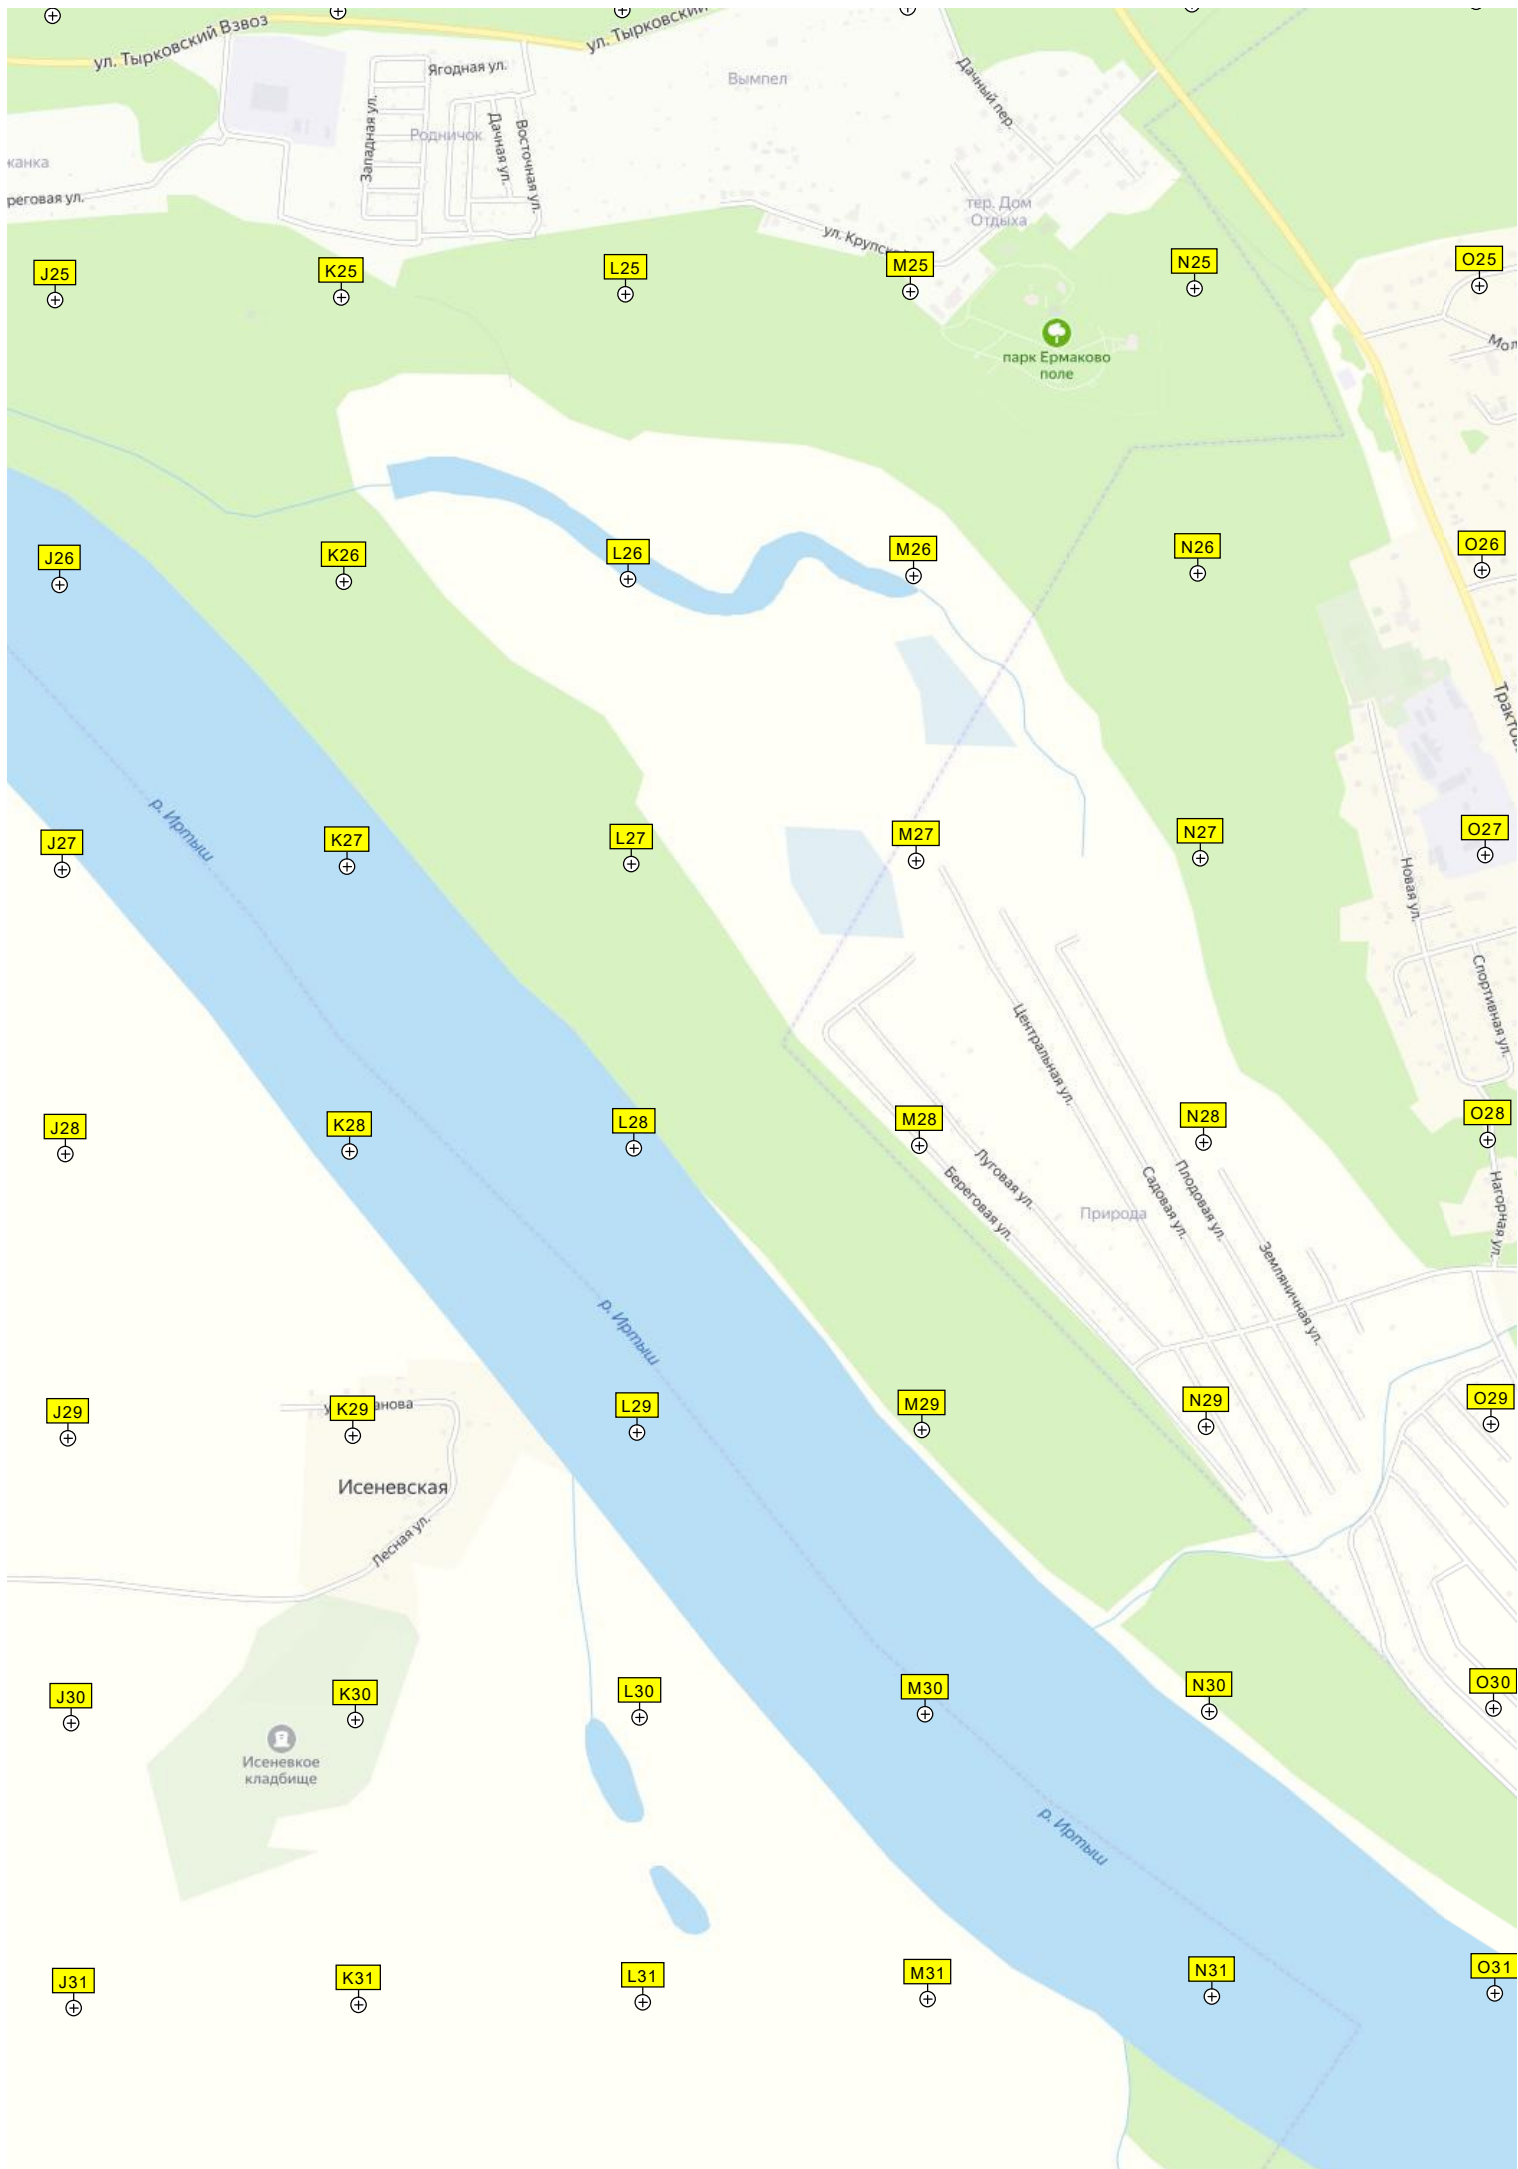 ул. Тырковский Взвоз
ул. Тырковский
Ягодная ул.
Вымпел
Дачный пер.
Западная ул.
Родничок
Дачная ул.
Восточная ул.
жанка
реговая ул.
тер. Дом
Отдыха
ул. Крупской
J25
K25
L25
M25
N25
O25
парк Ермаково
поле
Мол
J26
K26
L26
M26
N26
O26
Трактов
р. Иртыш
J27
K27
L27
M27
N27
O27
Новая ул.
Спортивная ул.
Центральная ул.
J28
K28
L28
M28
N28
O28
Луговая ул.
Береговая ул.
Природа
Садовая ул.
Плодовая ул.
Земляничная ул.
Нагорная ул.
р. Иртыш
J29
K29
анова
L29
M29
N29
O29
Исеневская
Лесная ул.
J30
K30
L30
M30
N30
O30
Исеневкое
кладбище
р. Иртыш
J31
K31
L31
M31
N31
O31